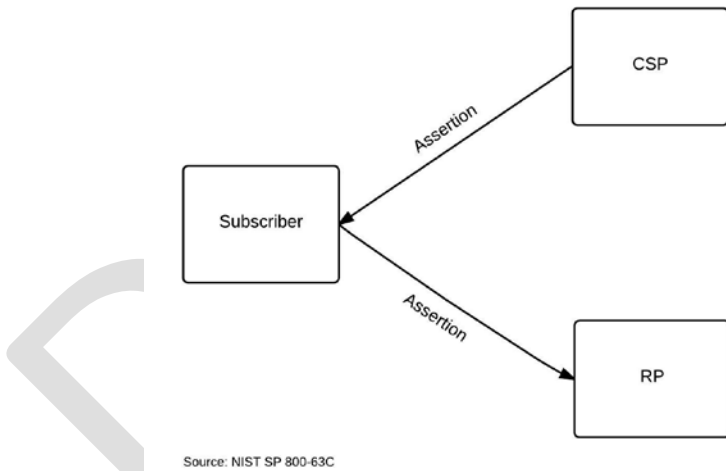 CSP
Assertion
Subscriber
Assertion
RP
Source: NIST SP 800-63C